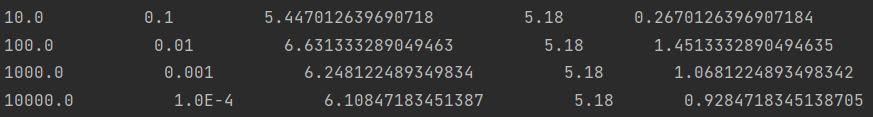 10.0 0.1 5.447012639690718 5.18 0.2670126396907184
100.0 0.01 6.631333289049463 5.18 1.4513332890494635
1000.0 0.001 6.248122489349834 5.18 1.0681224893498342
10000.0 1.0E-4 6.10847183451387 5.18 0.9284718345138705